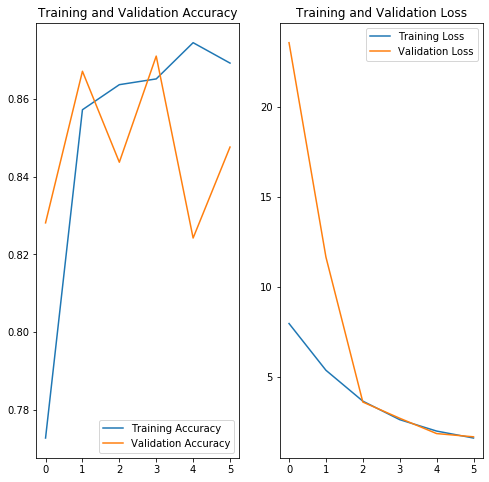 Training and Validation Accuracy
0.86
0.84
0.82
0.80
0.78
0 1 2 3 4 5
Training Accuracy
Validation Accuracy
Training and Validation Loss
20
15
10
5
0 1 2 3 4 5
Training Loss
Validation Loss